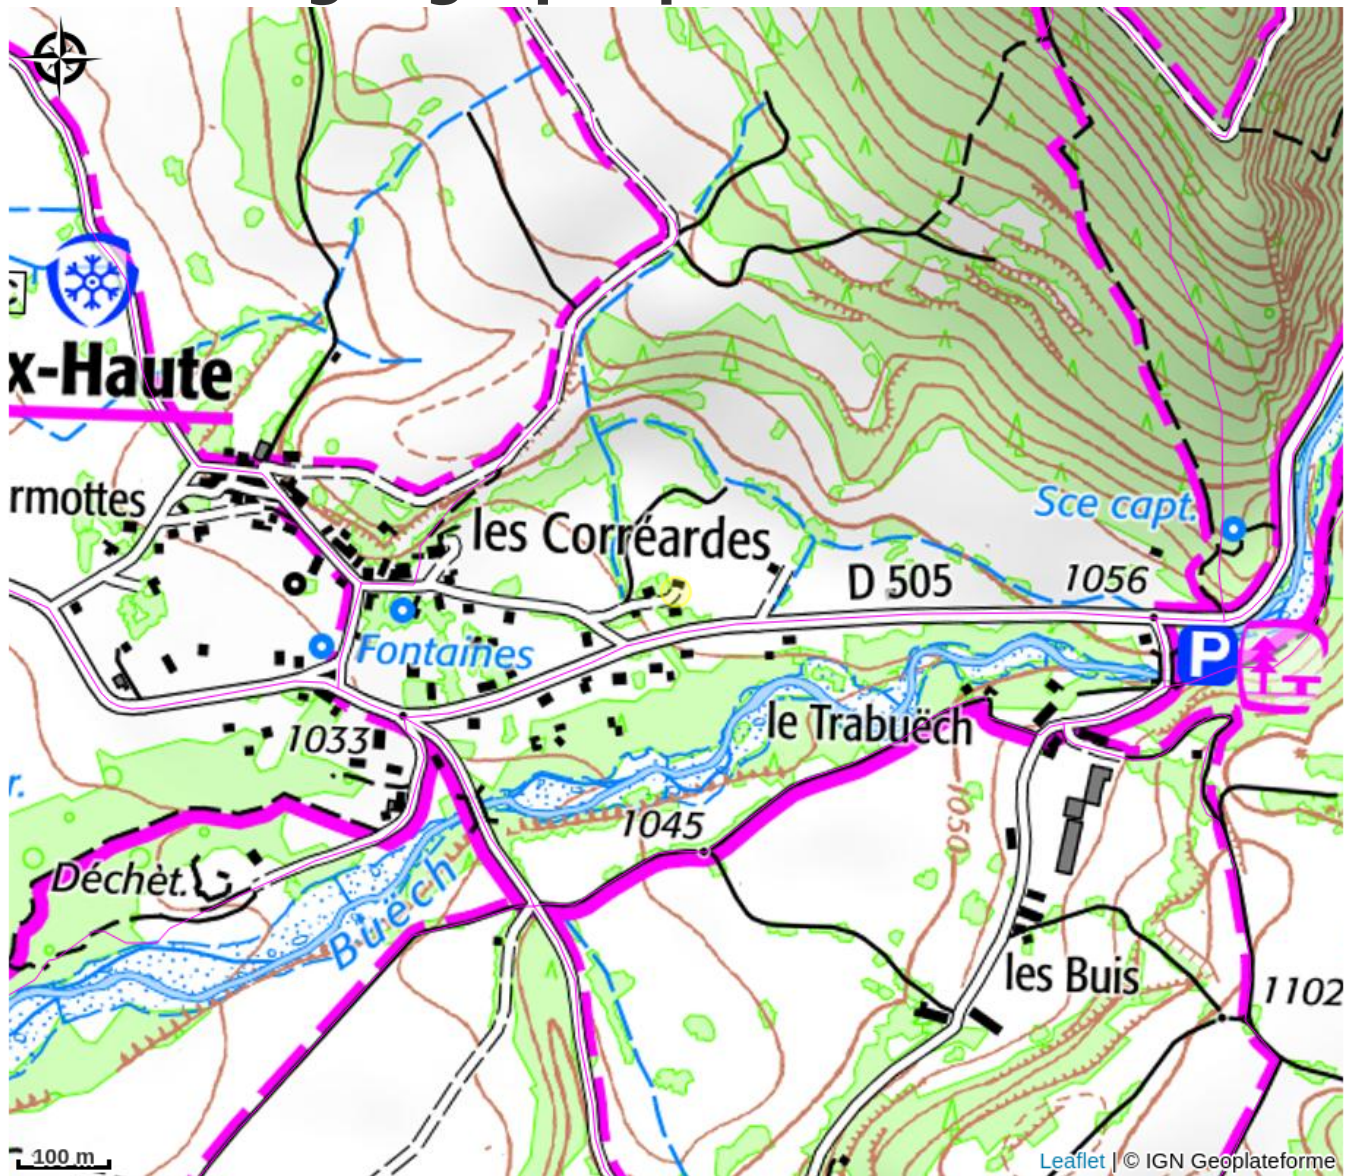 x-Haute
rmottes
les Corréardes
Sce capt.
D 505
1056
Fontaines
P
1033
le Trabuëch
1045
1050
Déchèt.
Buëch
les Buis
1102
100 m
Leaflet | © IGN Geoplateforme